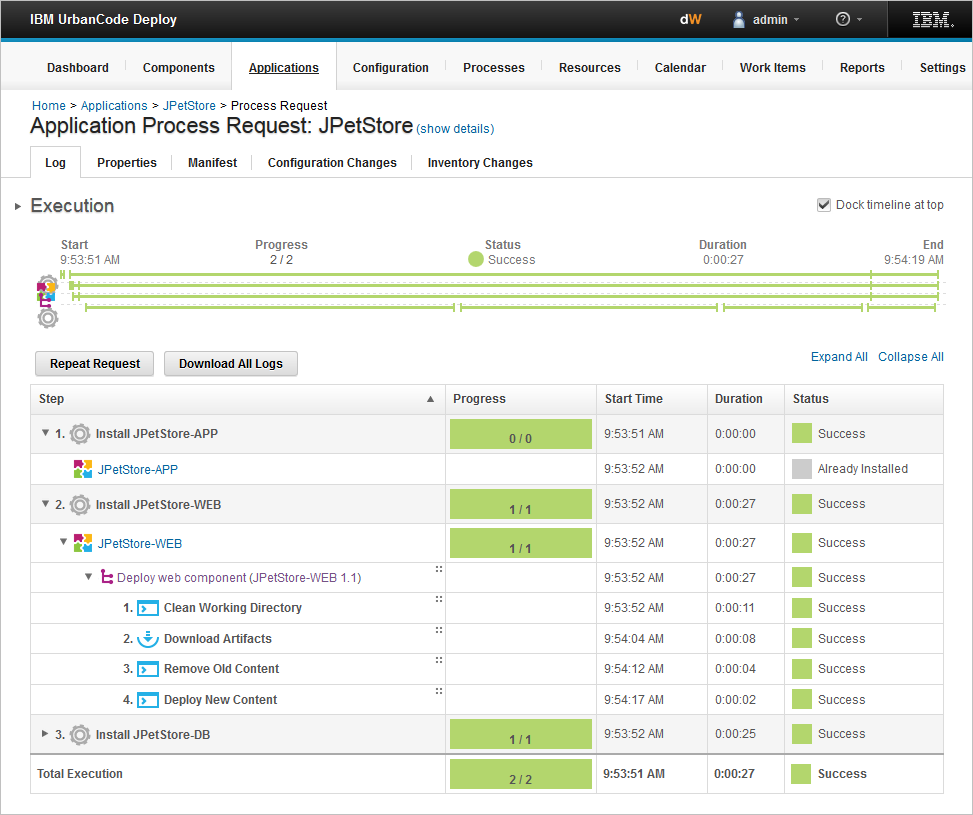 IBM UrbanCode Deploy dW admin IBM.
Dashboard Components Applications Configuration Processes Resources Calendar Work Items Reports Settings
Home > Applications > JPetStore > Process Request
Application Process Request: JPetStore (show details)
Log Properties Manifest Configuration Changes Inventory Changes
Execution Dock timeline at top
Start Progress Status Duration End
9:53:51 AM 2 / 2 Success 0:00:27 9:54:19 AM
Repeat Request Download All Logs Expand All Collapse All
Step Progress Start Time Duration Status
1. Install JPetStore-APP 0 / 0 9:53:51 AM 0:00:00 Success
JPetStore-APP 9:53:52 AM 0:00:00 Already Installed
2. Install JPetStore-WEB 1 / 1 9:53:52 AM 0:00:27 Success
JPetStore-WEB 1 / 1 9:53:52 AM 0:00:27 Success
Deploy web component (JPetStore-WEB 1.1) 9:53:52 AM 0:00:27 Success
1. Clean Working Directory 9:53:52 AM 0:00:11 Success
2. Download Artifacts 9:54:04 AM 0:00:08 Success
3. Remove Old Content 9:54:12 AM 0:00:04 Success
4. Deploy New Content 9:54:17 AM 0:00:02 Success
3. Install JPetStore-DB 1 / 1 9:53:52 AM 0:00:25 Success
Total Execution 2 / 2 9:53:51 AM 0:00:27 Success